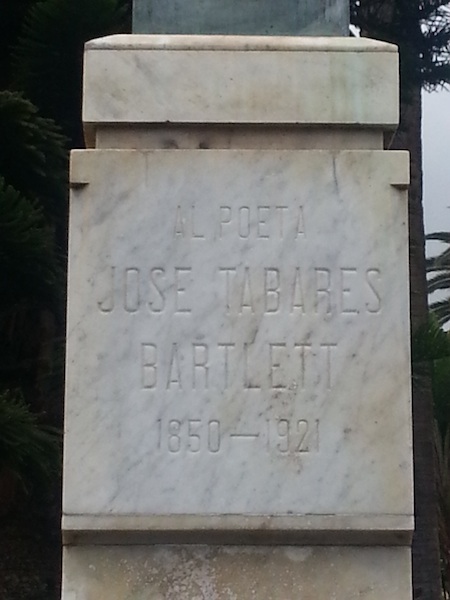 AL POETA
JOSE TABARES
BARTLETT
1850—1921